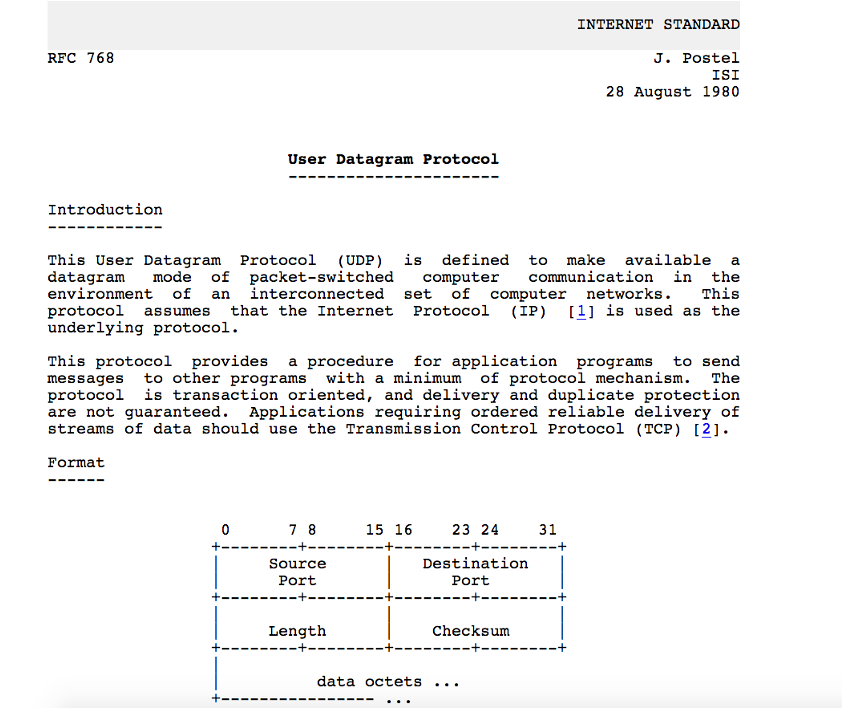 INTERNET STANDARD
RFC 768 J. Postel
ISI
28 August 1980
User Datagram Protocol
----------------------
Introduction
------------
This User Datagram Protocol (UDP) is defined to make available a
datagram mode of packet-switched computer communication in the
environment of an interconnected set of computer networks. This
protocol assumes that the Internet Protocol (IP) [1] is used as the
underlying protocol.
This protocol provides a procedure for application programs to send
messages to other programs with a minimum of protocol mechanism. The
protocol is transaction oriented, and delivery and duplicate protection
are not guaranteed. Applications requiring ordered reliable delivery of
streams of data should use the Transmission Control Protocol (TCP) [2].
Format
------
0 7 8 15 16 23 24 31
+--------+--------+--------+--------+
| Source | Destination |
| Port | Port |
+--------+--------+--------+--------+
| | |
| Length | Checksum |
+--------+--------+--------+--------+
|
| data octets ...
+---------------- ...